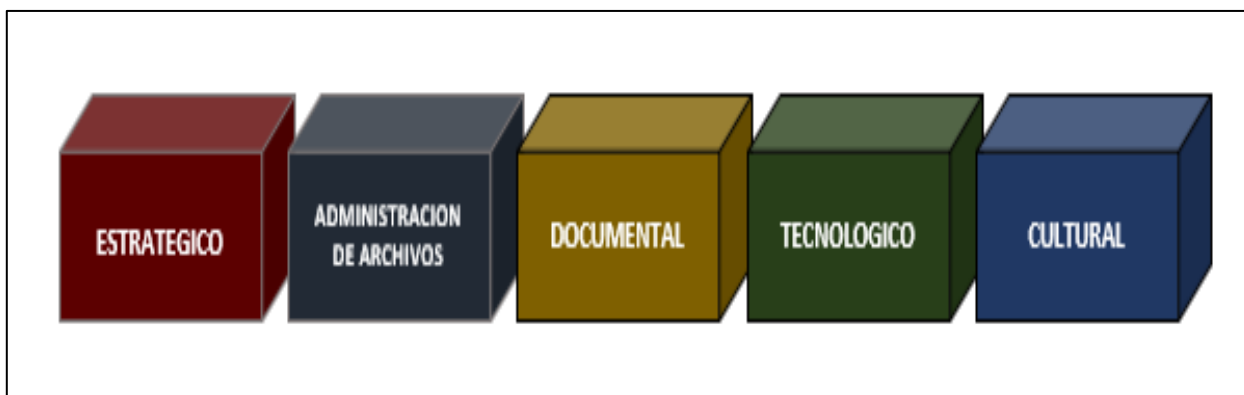 ESTRATEGICO
ADMINISTRACION
DE ARCHIVOS
DOCUMENTAL
TECNOLOGICO
CULTURAL